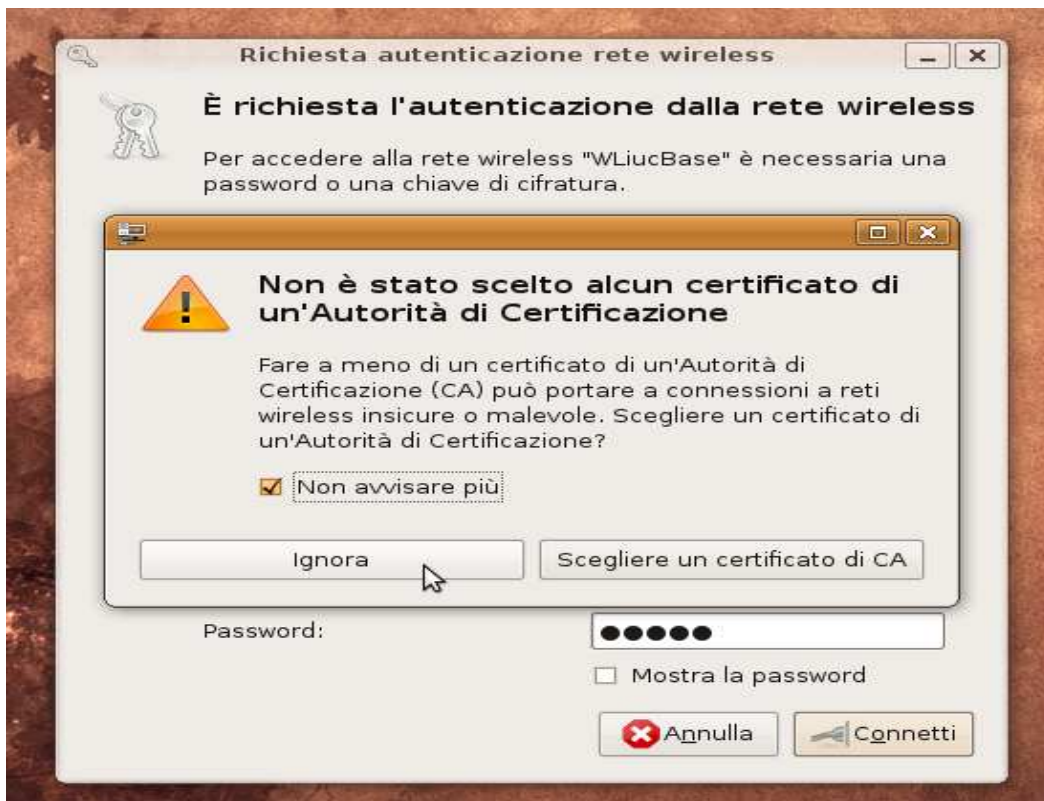 Richiesta autenticazione rete wireless
È richiesta l'autenticazione dalla rete wireless
Per accedere alla rete wireless "WLiucBase" è necessaria una
password o una chiave di cifratura.
Non è stato scelto alcun certificato di
un'Autorità di Certificazione
Fare a meno di un certificato di un'Autorità di
Certificazione (CA) può portare a connessioni a reti
wireless insicure o malevole. Scegliere un certificato di
un'Autorità di Certificazione?
Non avvisare più
Ignora
Scegliere un certificato di CA
Password:
Mostra la password
Annulla
Connetti